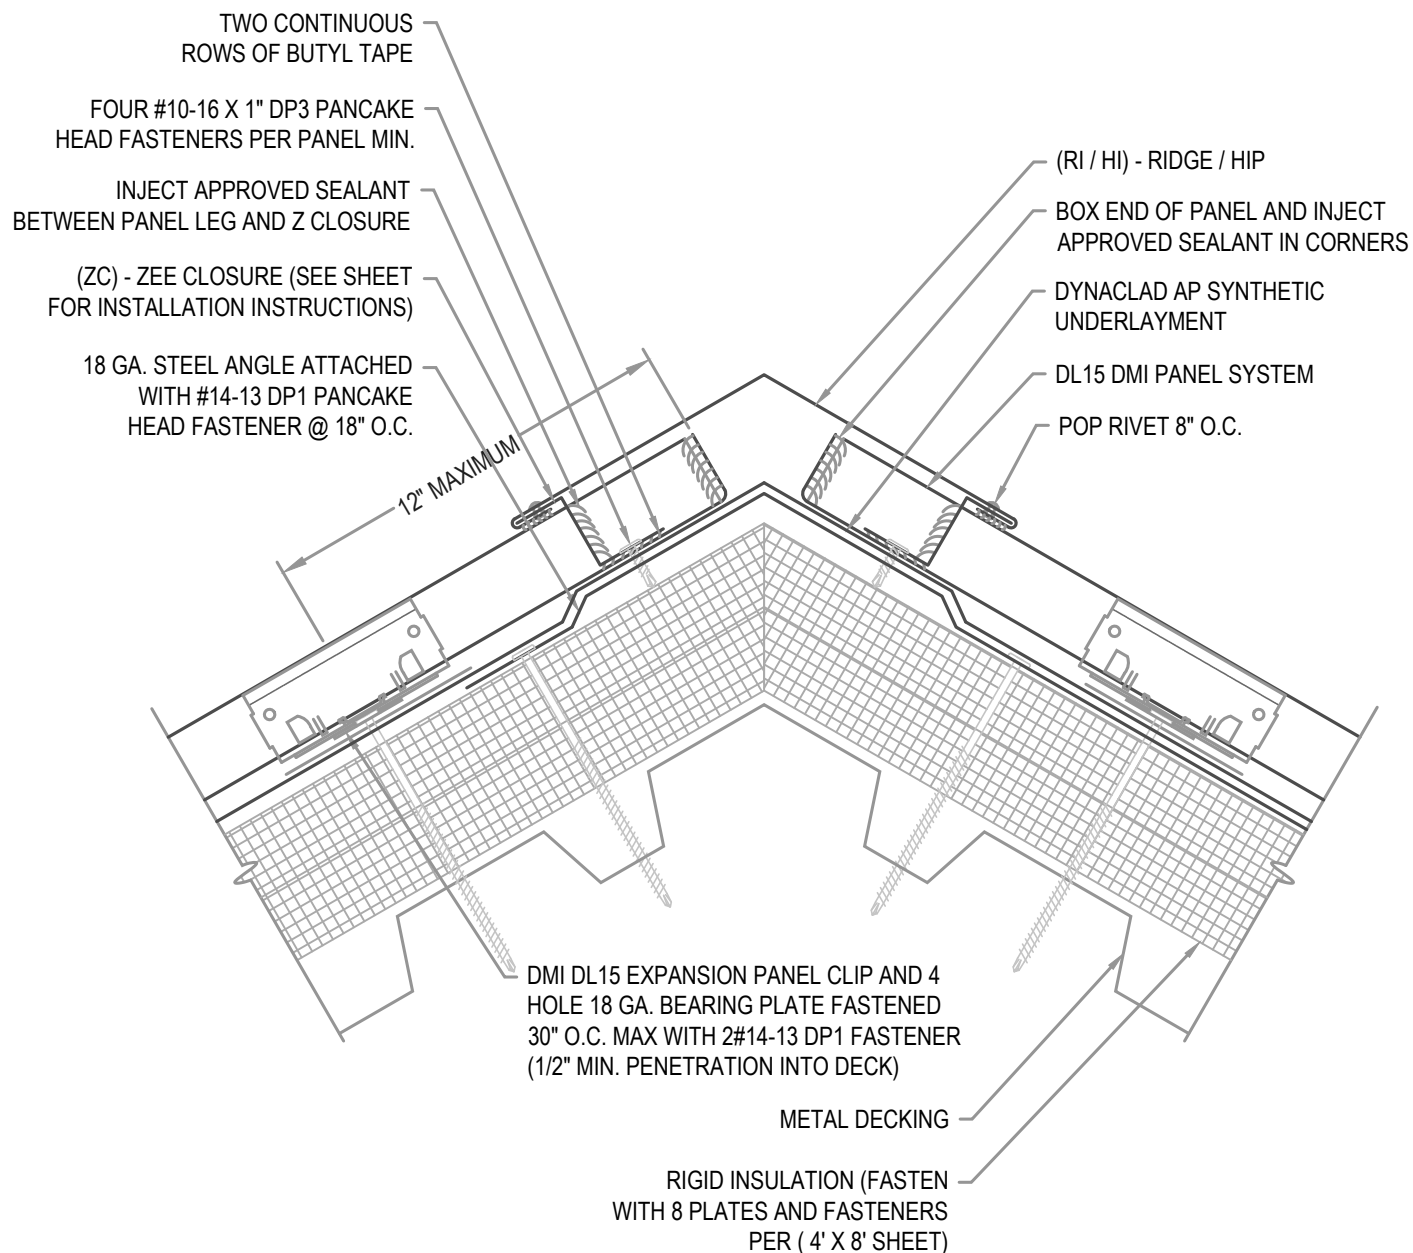 TWO CONTINUOUS
ROWS OF BUTYL TAPE
FOUR #10-16 X 1" DP3 PANCAKE
HEAD FASTENERS PER PANEL MIN.
INJECT APPROVED SEALANT
BETWEEN PANEL LEG AND Z CLOSURE
(ZC) - ZEE CLOSURE (SEE SHEET
FOR INSTALLATION INSTRUCTIONS)
18 GA. STEEL ANGLE ATTACHED
WITH #14-13 DP1 PANCAKE
HEAD FASTENER @ 18" O.C.
12" MAXIMUM
(RI / HI) - RIDGE / HIP
BOX END OF PANEL AND INJECT
APPROVED SEALANT IN CORNERS
DYNACLAD AP SYNTHETIC
UNDERLAYMENT
DL15 DMI PANEL SYSTEM
POP RIVET 8" O.C.
DMI DL15 EXPANSION PANEL CLIP AND 4
HOLE 18 GA. BEARING PLATE FASTENED
30" O.C. MAX WITH 2#14-13 DP1 FASTENER
(1/2" MIN. PENETRATION INTO DECK)
METAL DECKING
RIGID INSULATION (FASTEN
WITH 8 PLATES AND FASTENERS
PER ( 4' X 8' SHEET)